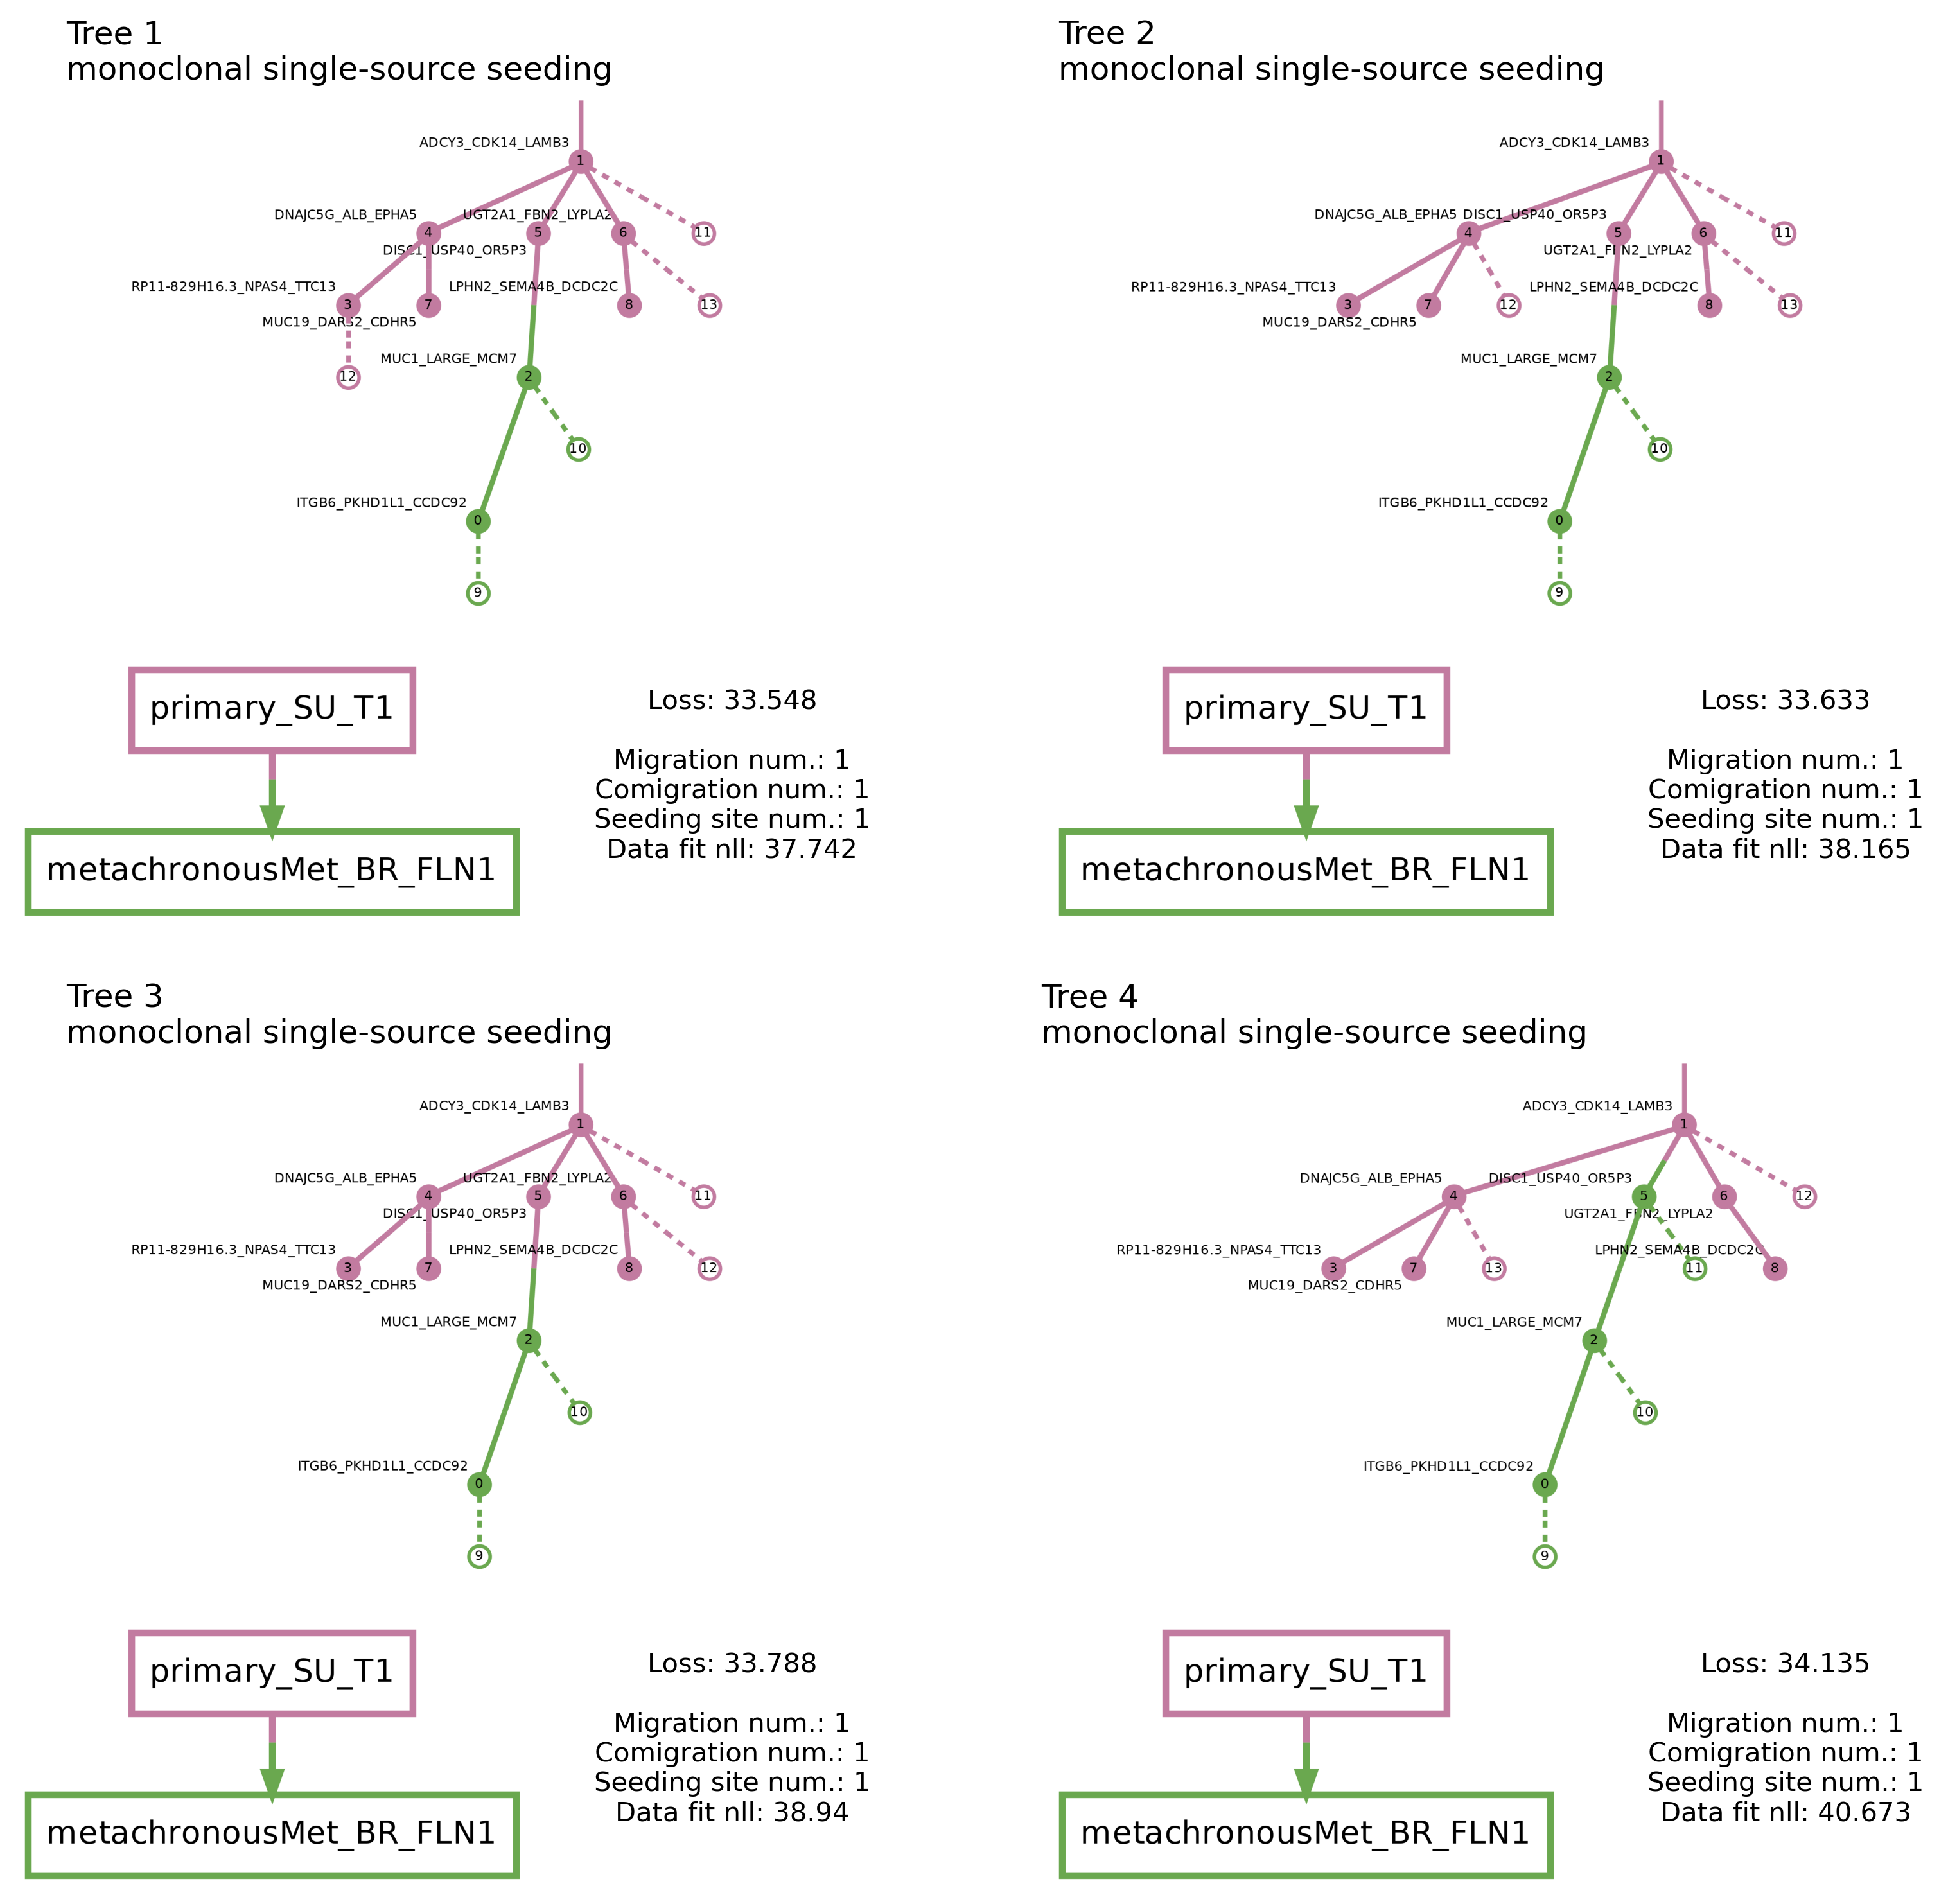 Tree 1
monoclonal single-source seeding
ADCY3_CDK14_LAMB3
1
DNAJC5G_ALB_EPHA5
UGT2A1_FBN2_LYPLA2
4
5
6
11
DISC1_USP40_OR5P3
RP11-829H16.3_NPAS4_TTC13
LPHN2_SEMA4B_DCDC2C
3
7
8
13
MUC19_DARS2_CDHR5
MUC1_LARGE_MCM7
12
2
10
ITGB6_PKHD1L1_CCDC92
0
9
primary_SU_T1
metachronousMet_BR_FLN1
Loss: 33.548
Migration num.: 1
Comigration num.: 1
Seeding site num.: 1
Data fit nll: 37.742
Tree 2
monoclonal single-source seeding
ADCY3_CDK14_LAMB3
1
DNAJC5G_ALB_EPHA5
DISC1_USP40_OR5P3
4
5
6
11
UGT2A1_FBN2_LYPLA2
RP11-829H16.3_NPAS4_TTC13
LPHN2_SEMA4B_DCDC2C
3
7
12
8
13
MUC19_DARS2_CDHR5
MUC1_LARGE_MCM7
2
10
ITGB6_PKHD1L1_CCDC92
0
9
primary_SU_T1
metachronousMet_BR_FLN1
Loss: 33.633
Migration num.: 1
Comigration num.: 1
Seeding site num.: 1
Data fit nll: 38.165
Tree 3
monoclonal single-source seeding
ADCY3_CDK14_LAMB3
1
DNAJC5G_ALB_EPHA5
UGT2A1_FBN2_LYPLA2
4
5
6
11
DISC1_USP40_OR5P3
RP11-829H16.3_NPAS4_TTC13
LPHN2_SEMA4B_DCDC2C
3
7
8
12
MUC19_DARS2_CDHR5
MUC1_LARGE_MCM7
2
10
ITGB6_PKHD1L1_CCDC92
0
9
primary_SU_T1
metachronousMet_BR_FLN1
Loss: 33.788
Migration num.: 1
Comigration num.: 1
Seeding site num.: 1
Data fit nll: 38.94
Tree 4
monoclonal single-source seeding
ADCY3_CDK14_LAMB3
1
DNAJC5G_ALB_EPHA5
DISC1_USP40_OR5P3
4
5
6
12
UGT2A1_FBN2_LYPLA2
RP11-829H16.3_NPAS4_TTC13
LPHN2_SEMA4B_DCDC2C
3
7
13
11
8
MUC19_DARS2_CDHR5
MUC1_LARGE_MCM7
2
10
ITGB6_PKHD1L1_CCDC92
0
9
primary_SU_T1
metachronousMet_BR_FLN1
Loss: 34.135
Migration num.: 1
Comigration num.: 1
Seeding site num.: 1
Data fit nll: 40.673